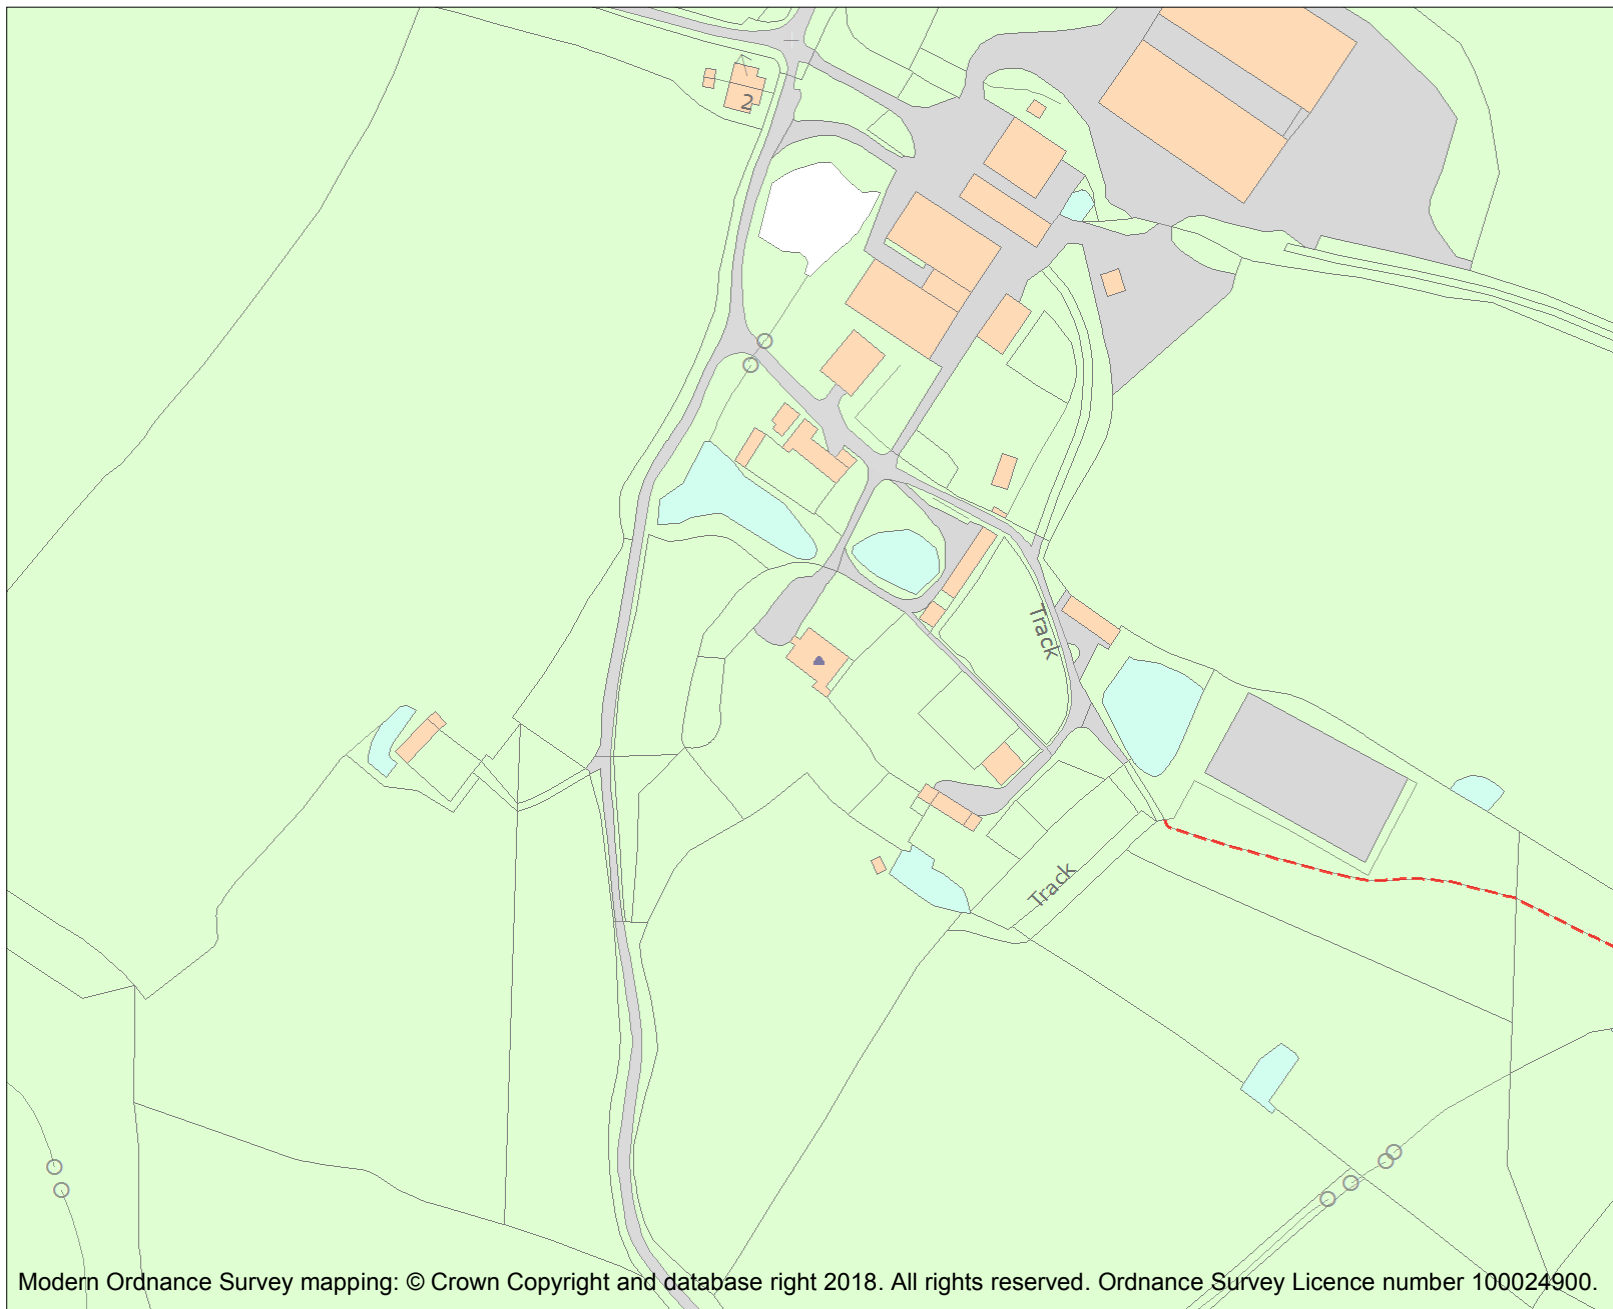 2
Track
Track
Modern Ordnance Survey mapping: © Crown Copyright and database right 2018. All rights reserved. Ordnance Survey Licence number 100024900.